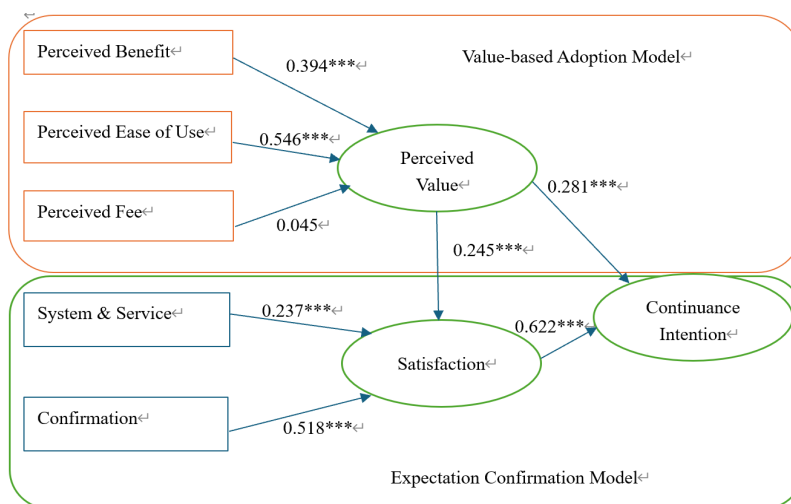 Perceived Benefit
Value-based Adoption Model
0.394***
Perceived Ease of Use
0.546***
Perceived
Value
Perceived Fee
0.045
0.281***
0.245***
System & Service
0.237***
Continuance
Intention
0.622***
Satisfaction
Confirmation
0.518***
Expectation Confirmation Model